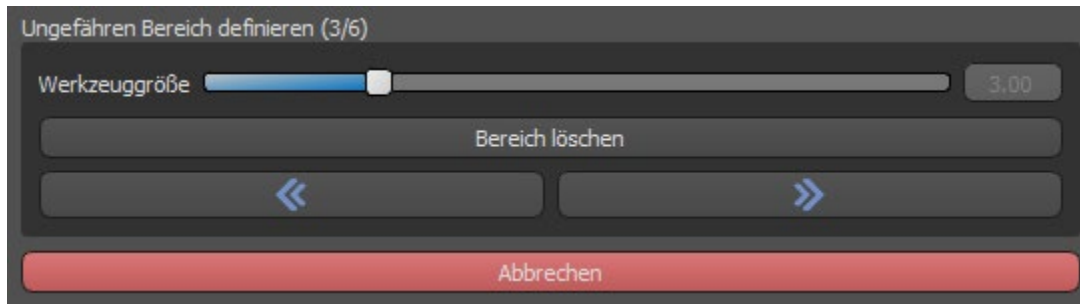 Ungefähren Bereich definieren (3/6)
Werkzeuggröße 3.00
Bereich löschen
Abbrechen